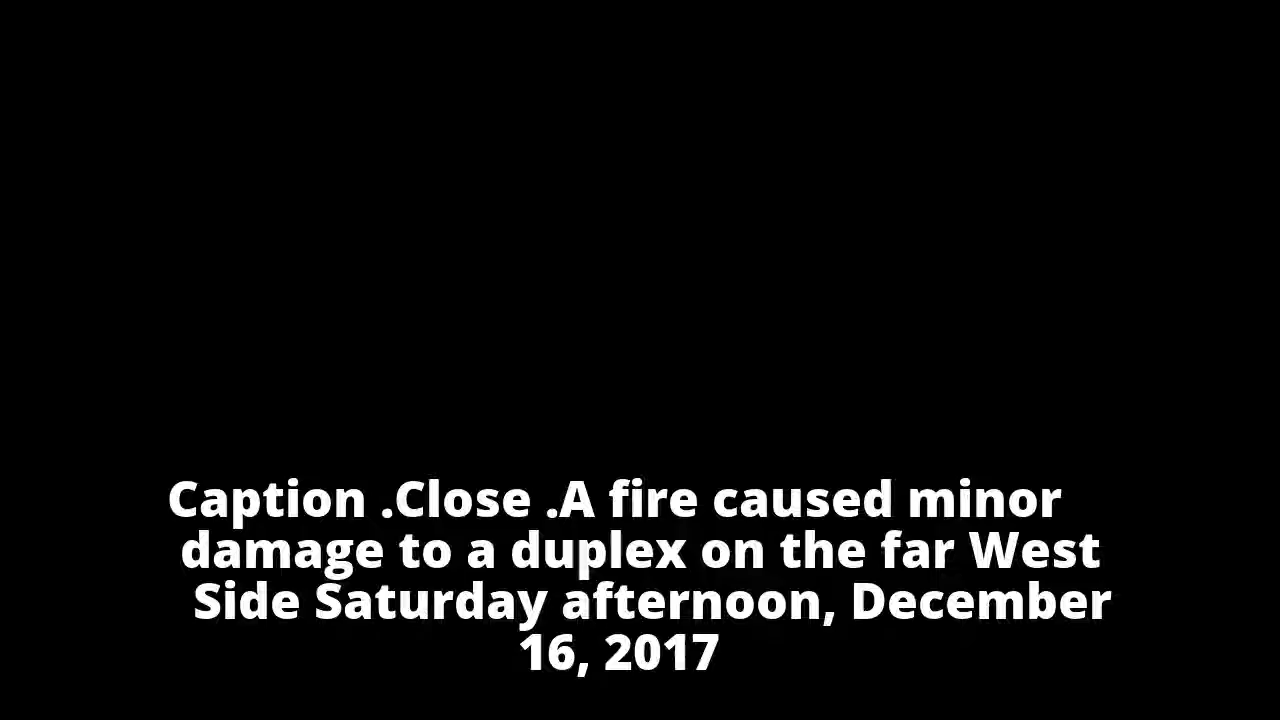 Caption .Close .A fire caused minor
damage to a duplex on the far West
Side Saturday afternoon, December
16, 2017